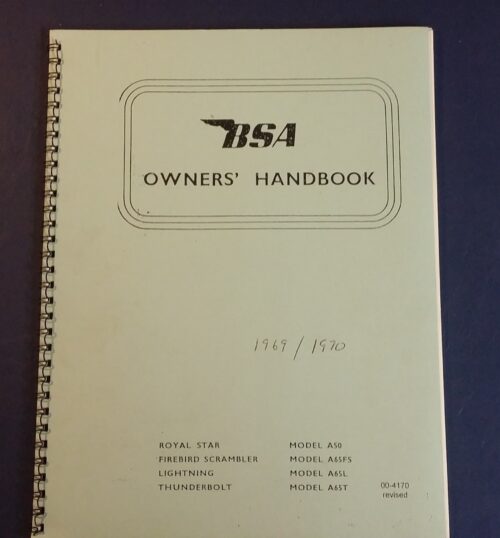 BSA
OWNERS' HANDBOOK
1969 / 1970
ROYAL STAR MODEL A50
FIREBIRD SCRAMBLER MODEL A65FS
LIGHTNING MODEL A65L
THUNDERBOLT MODEL A65T
00-4170
revised